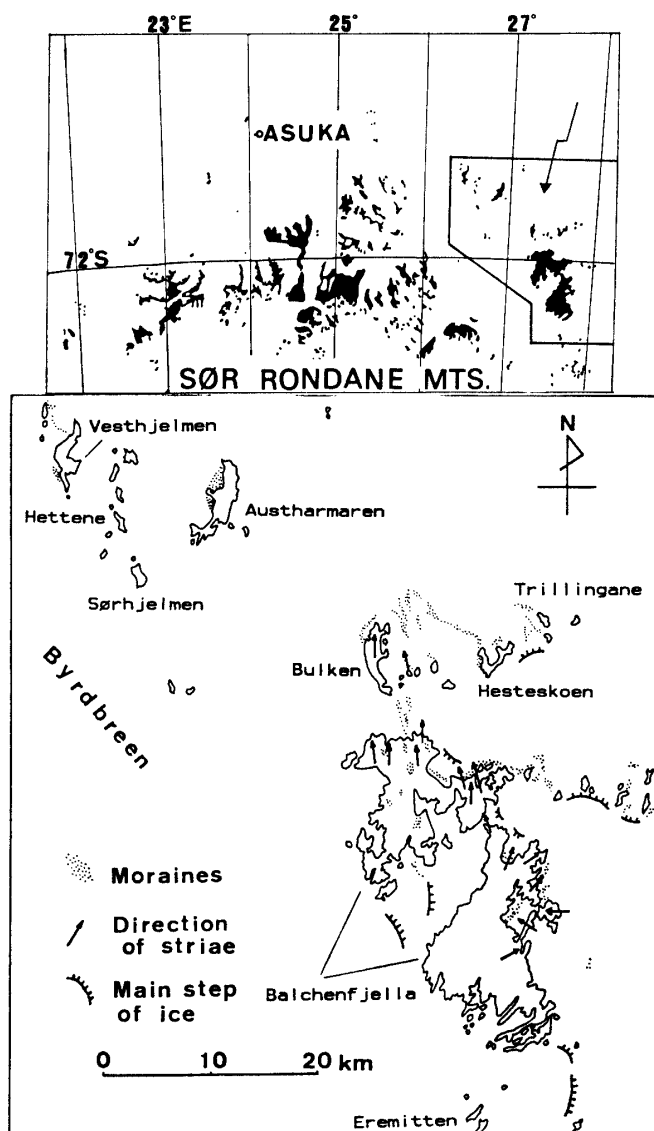 23°E 25° 27°
ASUKA
72°S
SØR RONDANE MTS.
N
Vesthjelmen
Hettene
Austharmaren
Sørhjelmen
Trillingane
Bulken
Hesteskoen
Byrdbreen
Moraines
Direction
of striae
Main step
of ice
Balchenfjella
0 10 20 km
Eremitten